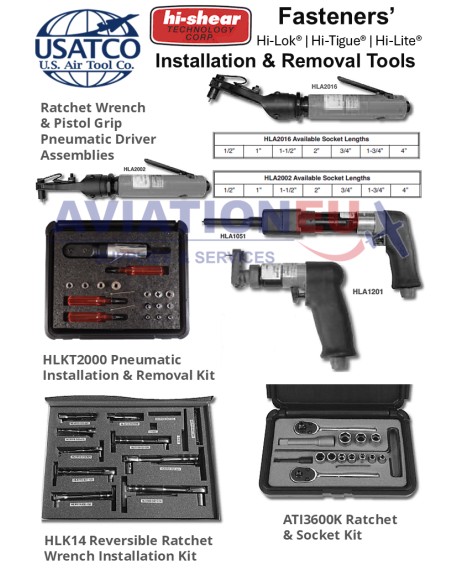 USATCO
U.S. Air Tool Co.
hi-shear
TECHNOLOGY
CORP.
Fasteners’
Hi-Lok® | Hi-Tigue® | Hi-Lite®
Installation & Removal Tools
HLA2016
Ratchet Wrench
& Pistol Grip
Pneumatic Driver
Assemblies
HLA2016 Available Socket Lengths
1/2" 1" 1-1/2" 2" 3/4" 1-3/4" 4"
HLA2002
HLA2002 Available Socket Lengths
1/2" 1" 1-1/2" 2" 3/4" 1-3/4" 4"
AVIATIONEU
& SERVICES
HLA1051
HLA1201
HLKT2000 Pneumatic
Installation & Removal Kit
HLK14 Reversible Ratchet
Wrench Installation Kit
ATI3600K Ratchet
& Socket Kit